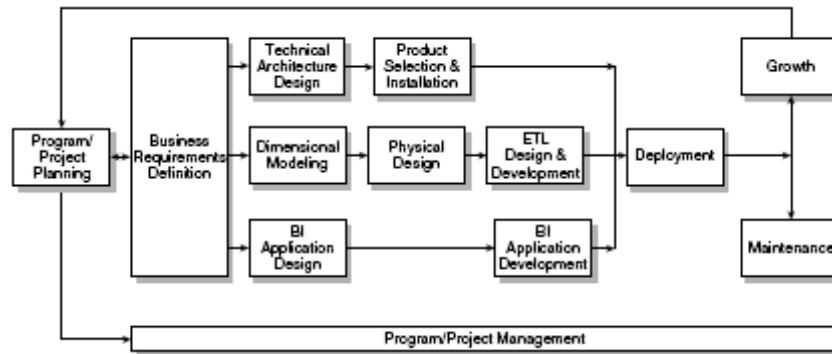 Technical
Architecture
Design
Product
Selection &
Installation
Growth
Program/
Project
Planning
Business
Requirements
Definition
Dimensional
Modeling
Physical
Design
ETL
Design &
Development
Deployment
BI
Application
Design
BI
Application
Development
Maintenance
Program/Project Management